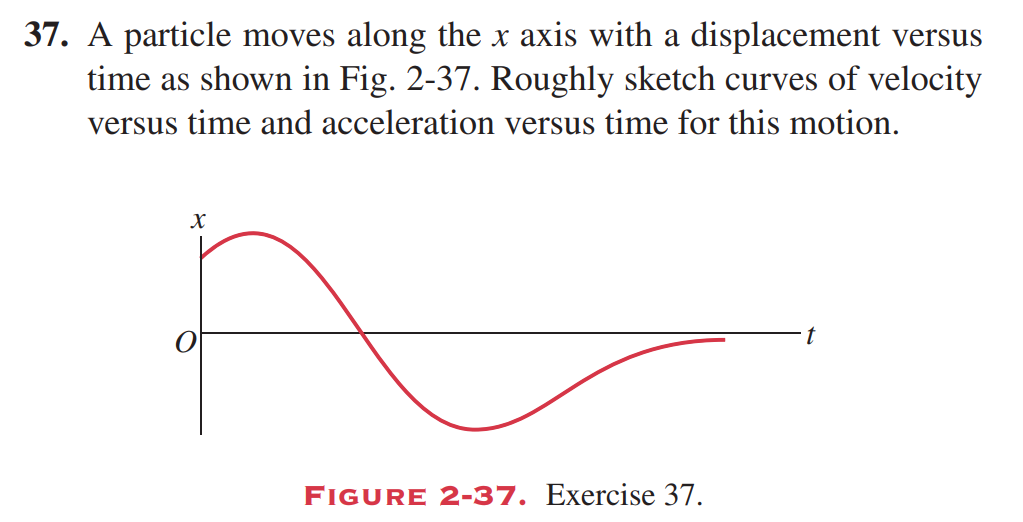 37. A particle moves along the x axis with a displacement versus
time as shown in Fig. 2-37. Roughly sketch curves of velocity
versus time and acceleration versus time for this motion.
x
O
t
FIGURE 2-37. Exercise 37.